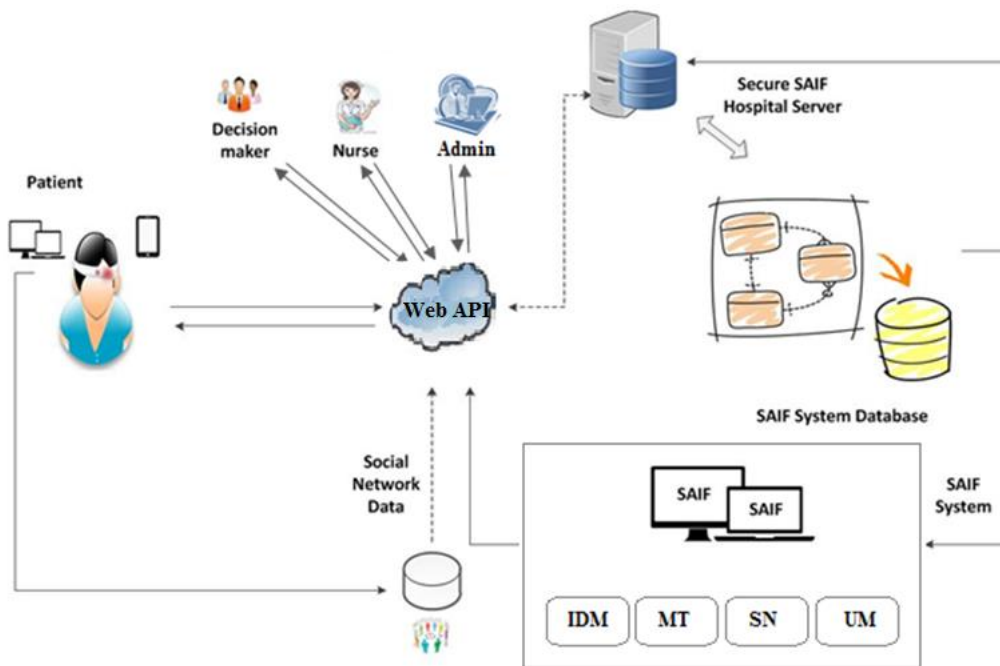 Secure SAIF
Hospital Server
Decision
maker
Nurse
Admin
Patient
Web API
SAIF System Database
Social
Network
Data
SAIF
SAIF
SAIF
System
IDM
MT
SN
UM